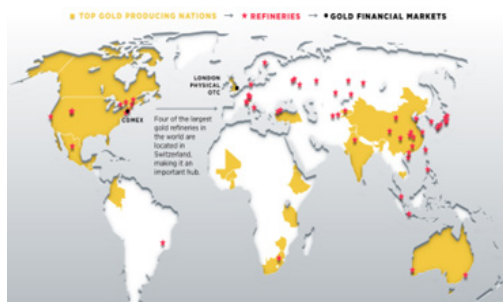 TOP GOLD PRODUCING NATIONS → REFINERIES → GOLD FINANCIAL MARKETS
LONDON
PHYSICAL
OTC
COMEX
Four of the largest
gold refineries in
the world are
located in
Switzerland,
making it an
important hub.